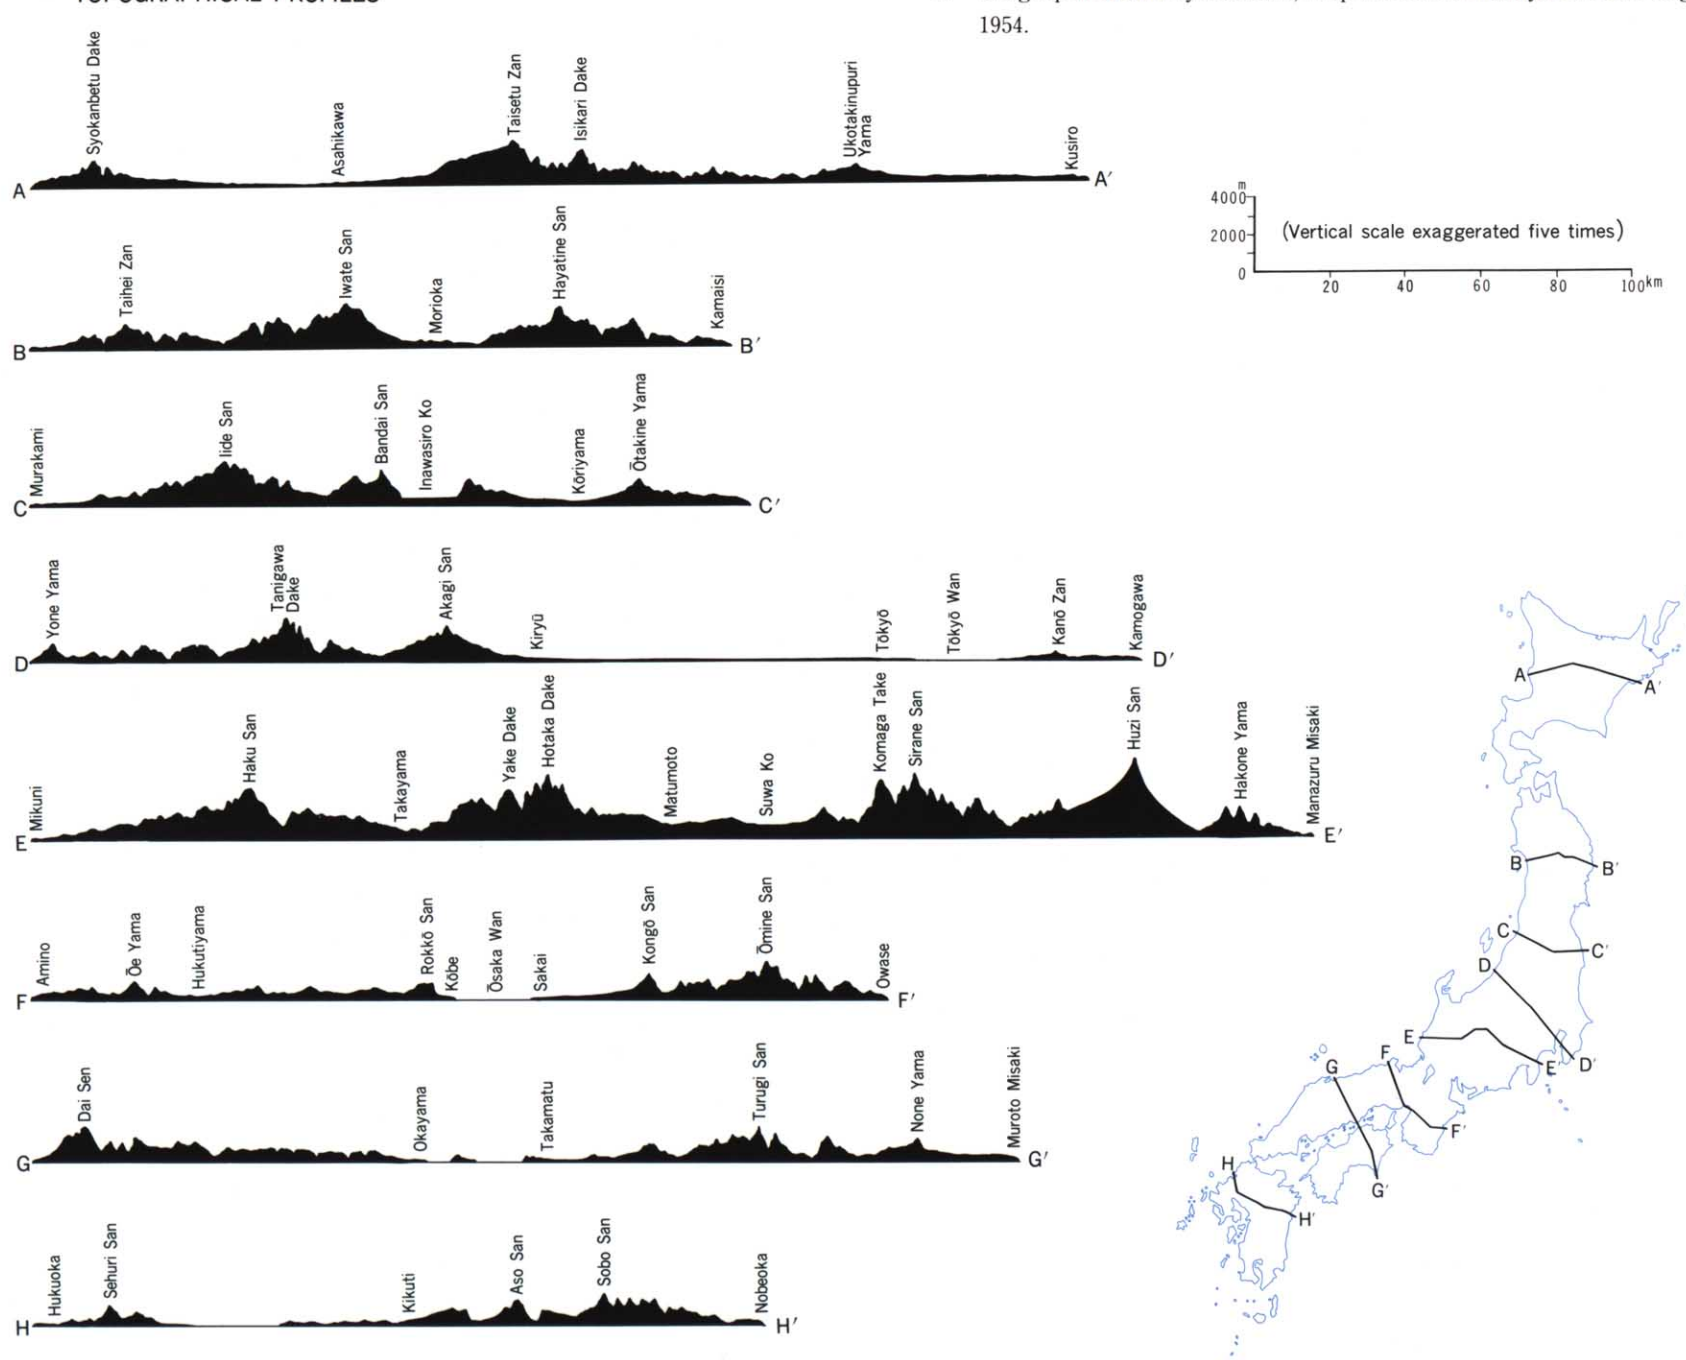 TOPOGRAPHICAL PROFILES
1954.
Syokanbetu Dake
Asahikawa
Taisetu Zan
Isikari Dake
Ukotakinupuri
Yama
Kusiro
A
A′
m
4000
2000
0
(Vertical scale exaggerated five times)
20 40 60 80 100km
Taihei Zan
Iwate San
Morioka
Hayatine San
Kamaisi
B
B′
Murakami
Iide San
Bandai San
Inawasiro Ko
Kōriyama
Ōtakine Yama
C
C′
Yone Yama
Tanigawa
Dake
Akagi San
Kiryū
Tōkyō
Tōkyō Wan
Kanō Zan
Kamogawa
D
D′
Mikuni
Haku San
Takayama
Yake Dake
Hotaka Dake
Matumoto
Suwa Ko
Komaga Take
Sirane San
Huzi San
Hakone Yama
Manazuru Misaki
E
E′
Amino
Ōe Yama
Hukutiyama
Rokkō San
Kōbe
Ōsaka Wan
Sakai
Kongō San
Ōmine San
Owase
F
F′
Dai Sen
Okayama
Takamatu
Turugi San
None Yama
Muroto Misaki
G
G′
Hukuoka
Sehuri San
Kikuti
Aso San
Sobo San
Nobeoka
H
H′
A
A′
B
B′
C
C′
D
E
E′
D′
F
G
F′
H
G′
H′